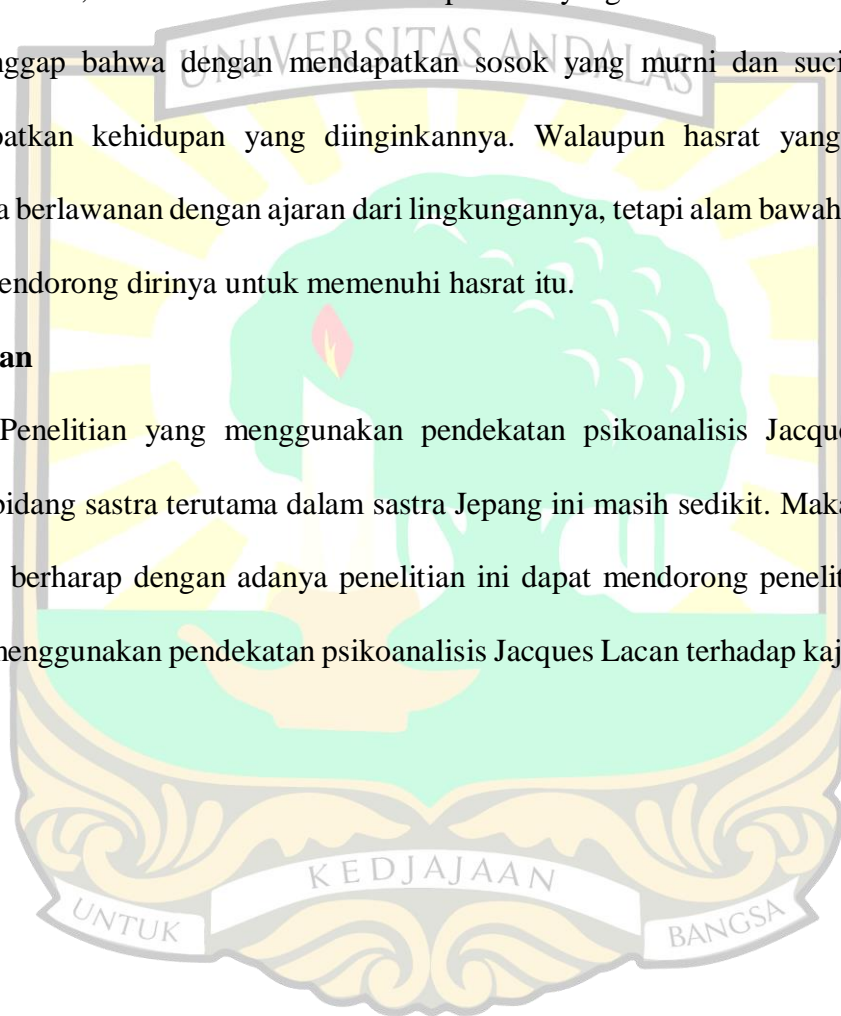 UNIVERSITAS ANDALAS
nggap bahwa dengan mendapatkan sosok yang murni dan suci
patkan kehidupan yang diinginkannya. Walaupun hasrat yang
a berlawanan dengan ajaran dari lingkungannya, tetapi alam bawah
endorong dirinya untuk memenuhi hasrat itu.
an
Penelitian yang menggunakan pendekatan psikoanalisis Jacque
bidang sastra terutama dalam sastra Jepang ini masih sedikit. Maka
berharap dengan adanya penelitian ini dapat mendorong penelit
menggunakan pendekatan psikoanalisis Jacques Lacan terhadap kaj
KEDJAJAAN
UNTUK
BANGSA